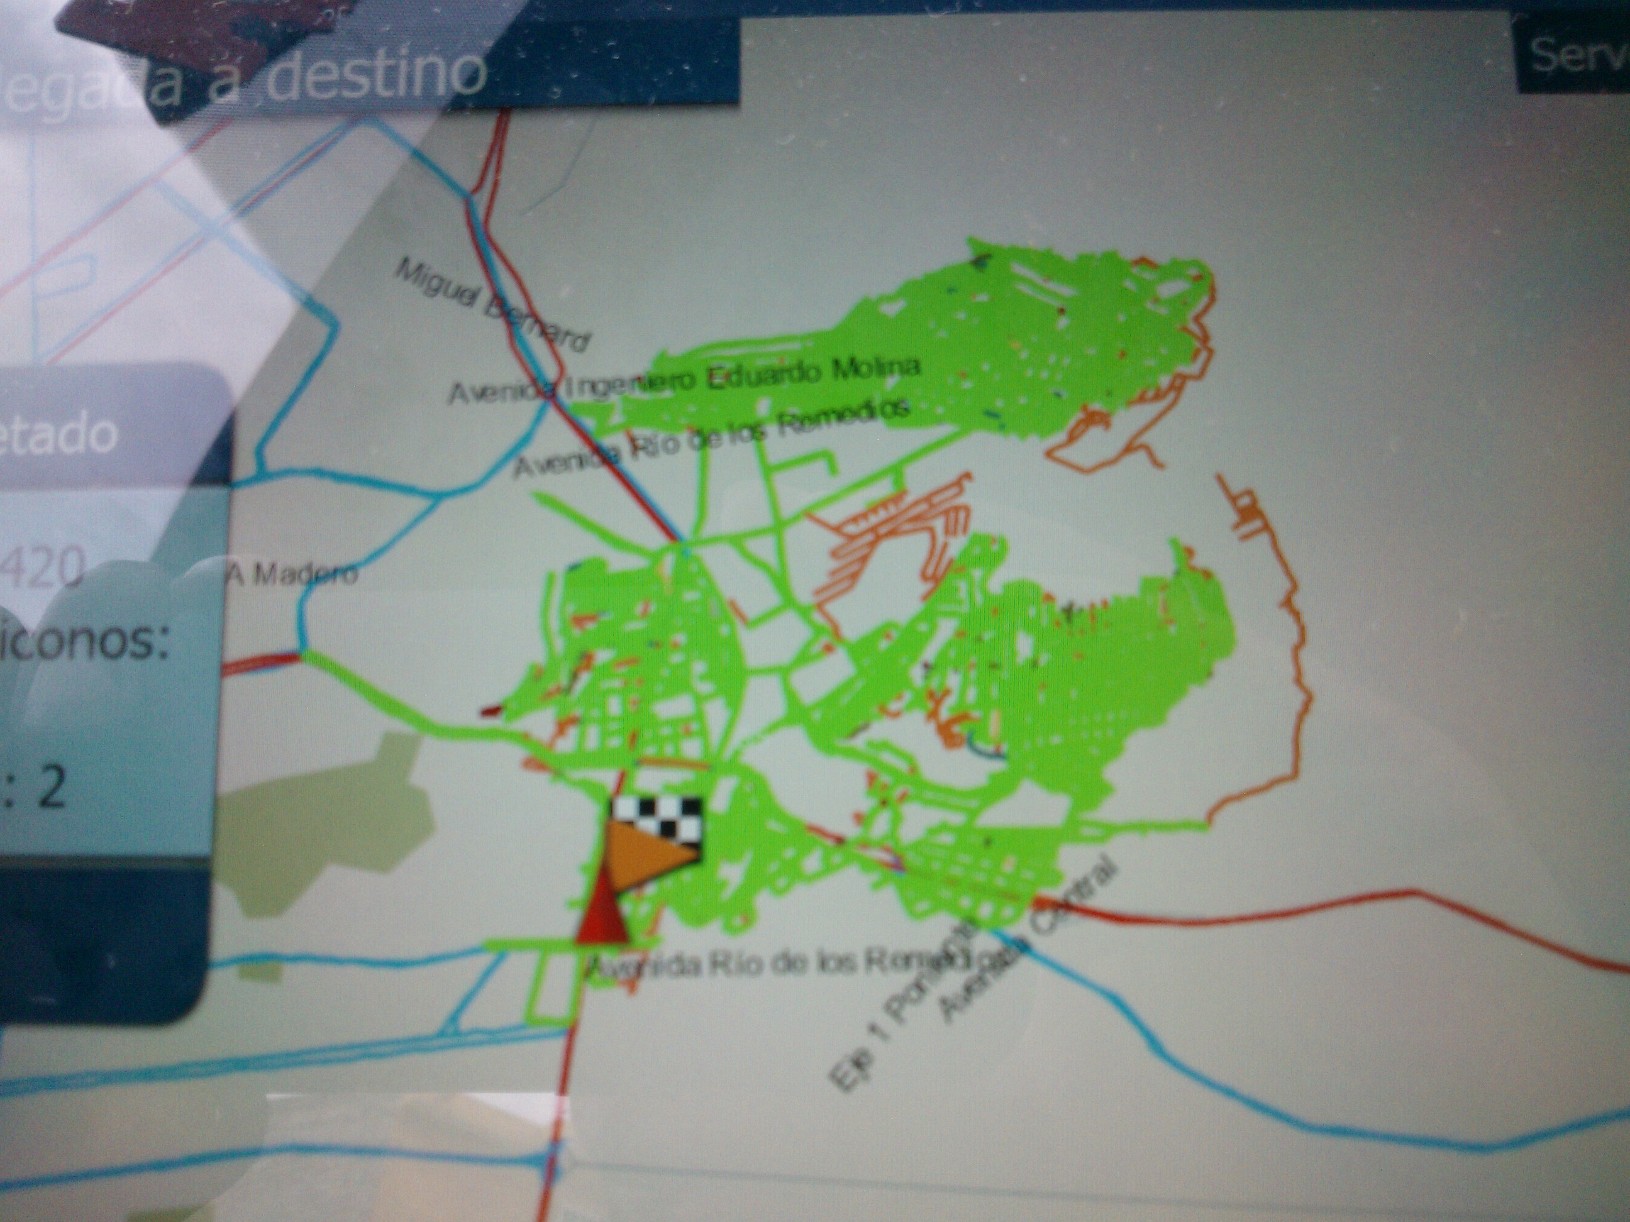 legada a destino
Serv
Miguel Bernard
Avenida Ingeniero Eduardo Molina
Avenida Río de los Remedios
etado
420
A Madero
iconos:
: 2
Avenida Río de los Remedios
Eje 1 Poniente
Avenida Central